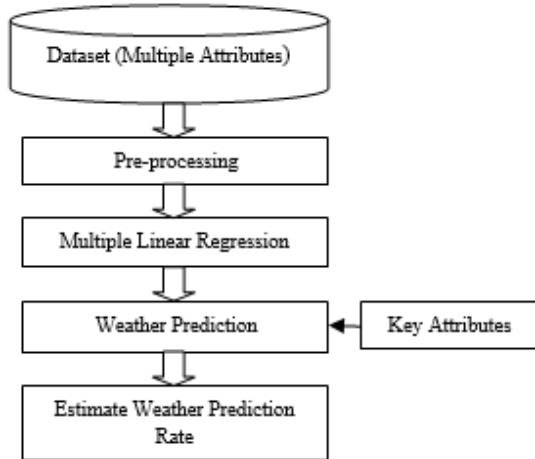 Dataset (Multiple Attributes)
Pre-processing
Multiple Linear Regression
Weather Prediction
Key Attributes
Estimate Weather Prediction
Rate